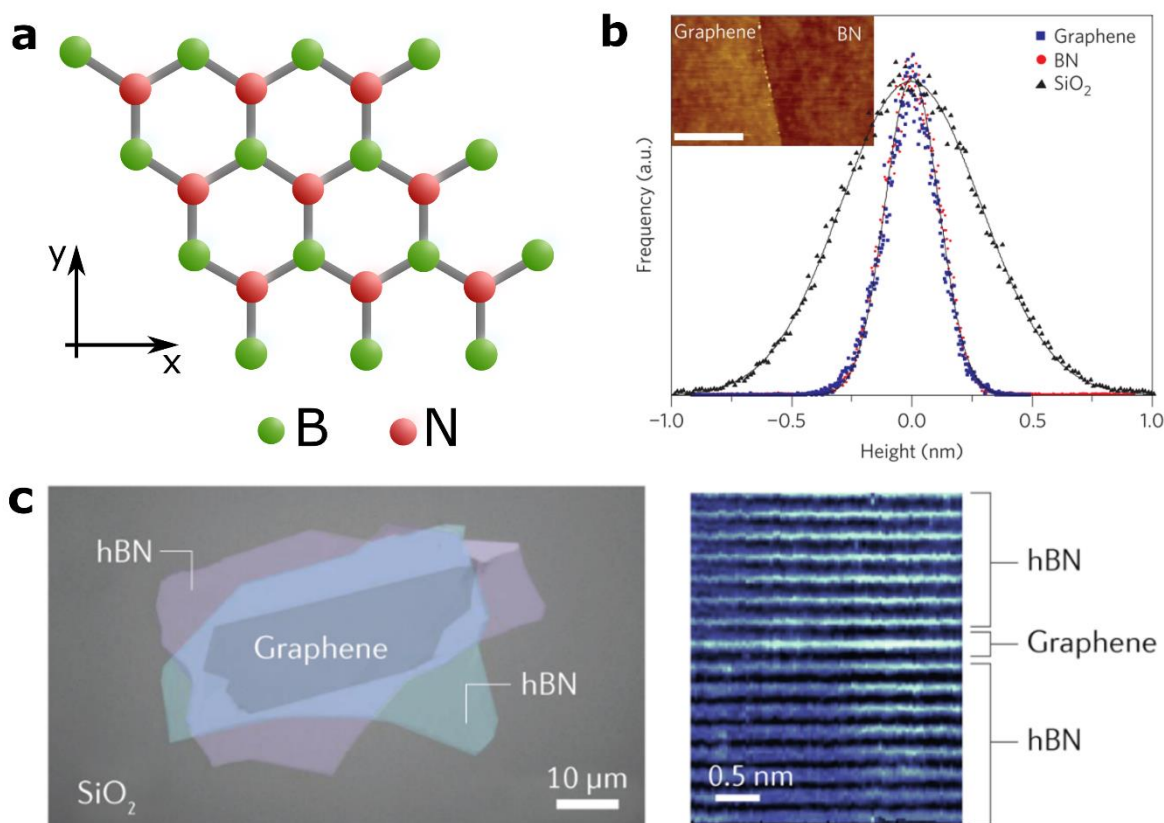 a
y
x
B
N
b
Graphene
BN
Graphene
BN
SiO₂
Frequency (a.u.)
−1.0
−0.5
0.0
0.5
1.0
Height (nm)
c
hBN
Graphene
hBN
SiO₂
10 µm
hBN
Graphene
hBN
0.5 nm